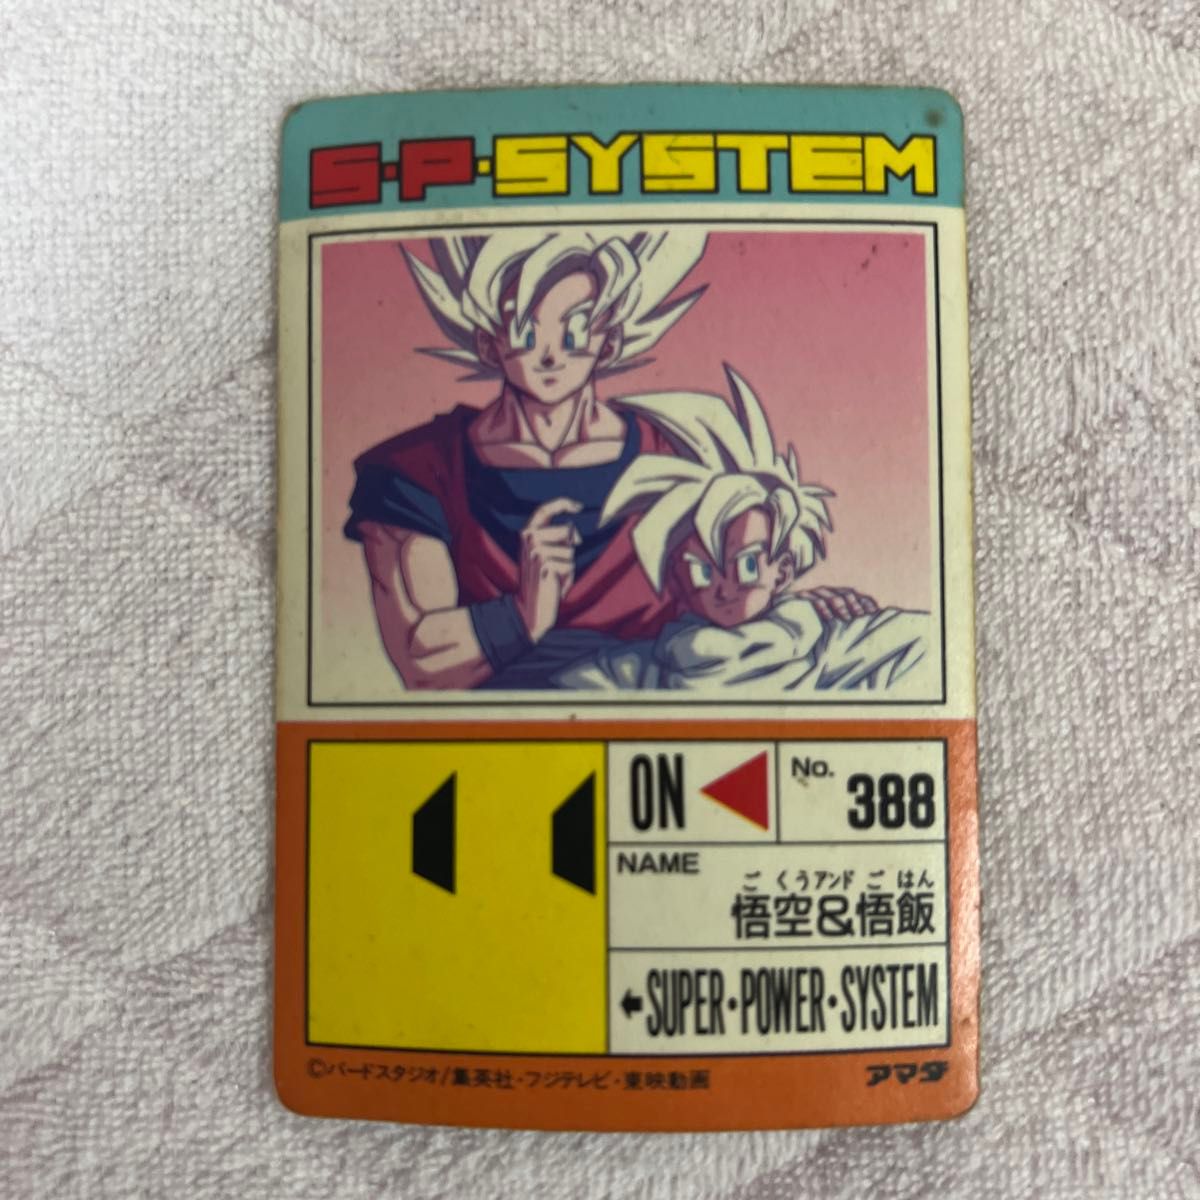 S·P·SYSTEM
ON
No.
388
NAME
ごくうアンドごはん
悟空&悟飯
←SUPER・POWER・SYSTEM
©バードスタジオ/集英社・フジテレビ・東映動画
アマダ